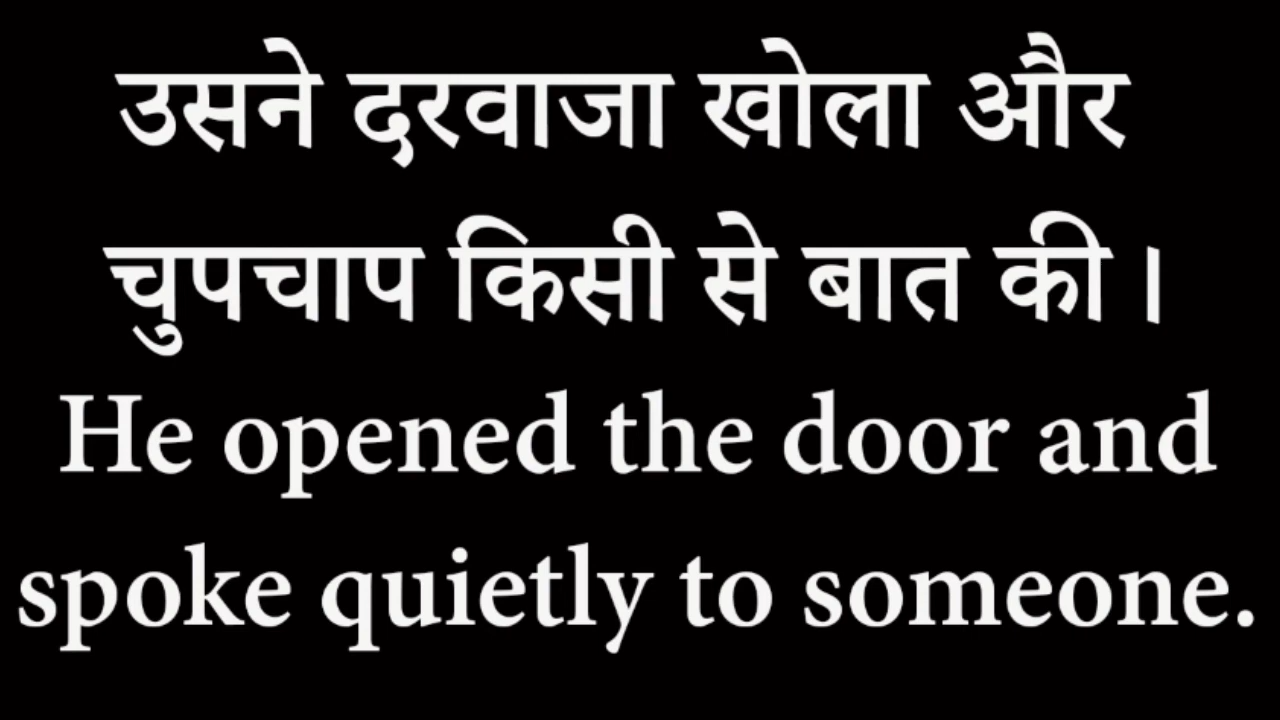 उसने दरवाजा खोला और
चुपचाप किसी से बात की।
He opened the door and
spoke quietly to someone.